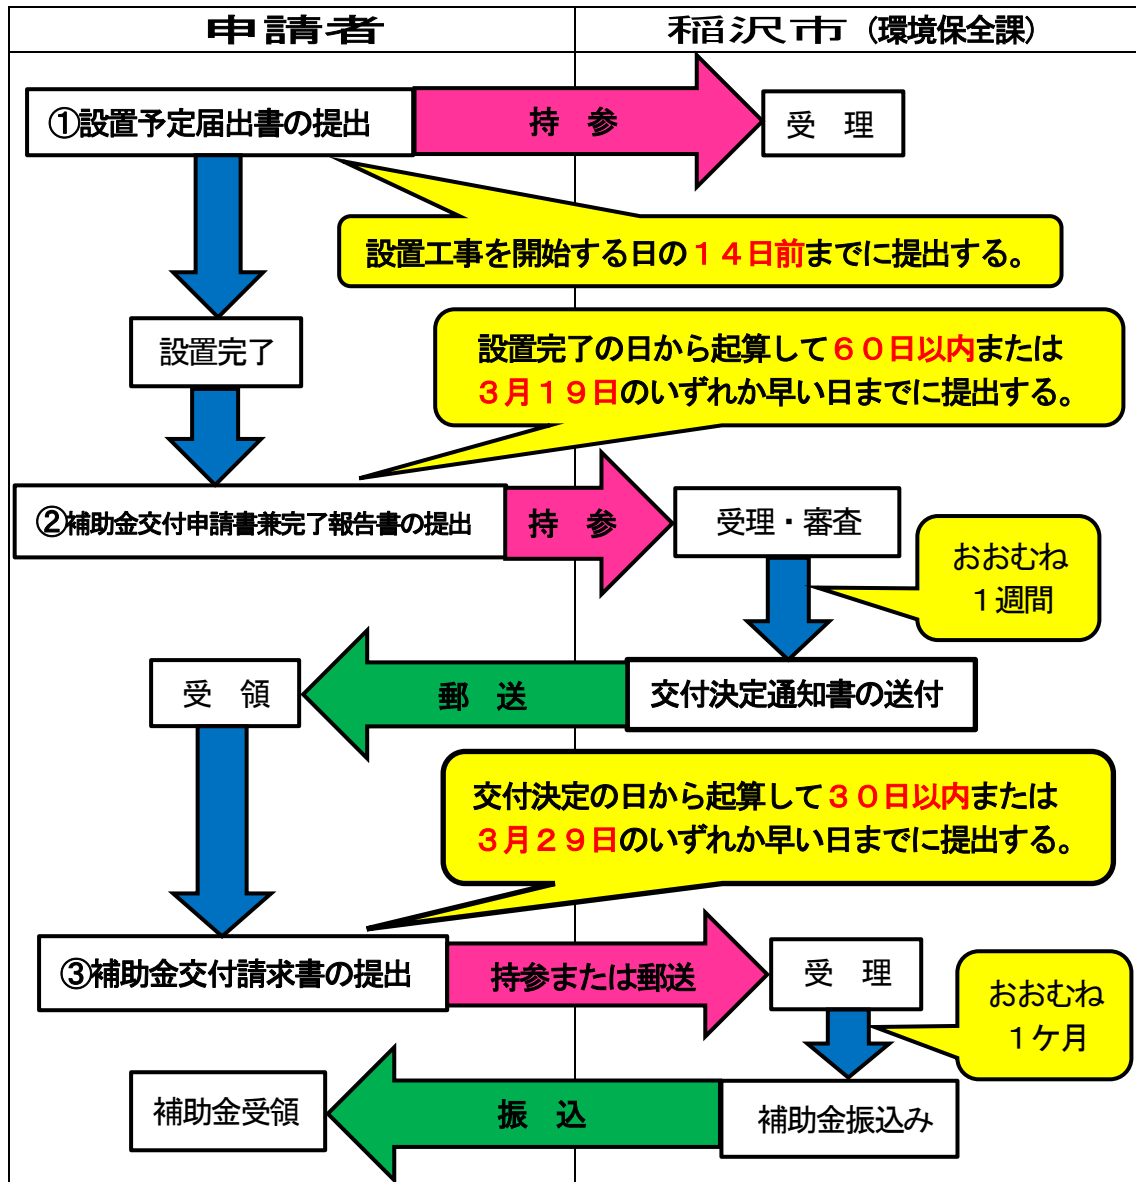 申請者
稲沢市（環境保全課）
①設置予定届出書の提出
持　参
受　理
設置工事を開始する日の１４日前までに提出する。
設置完了
設置完了の日から起算して６０日以内または
３月１９日のいずれか早い日までに提出する。
②補助金交付申請書兼完了報告書の提出
持　参
受理・審査
おおむね
１週間
受　領
郵　送
交付決定通知書の送付
交付決定の日から起算して３０日以内または
３月２９日のいずれか早い日までに提出する。
③補助金交付請求書の提出
持参または郵送
受　理
おおむね
１ケ月
補助金受領
振　込
補助金振込み